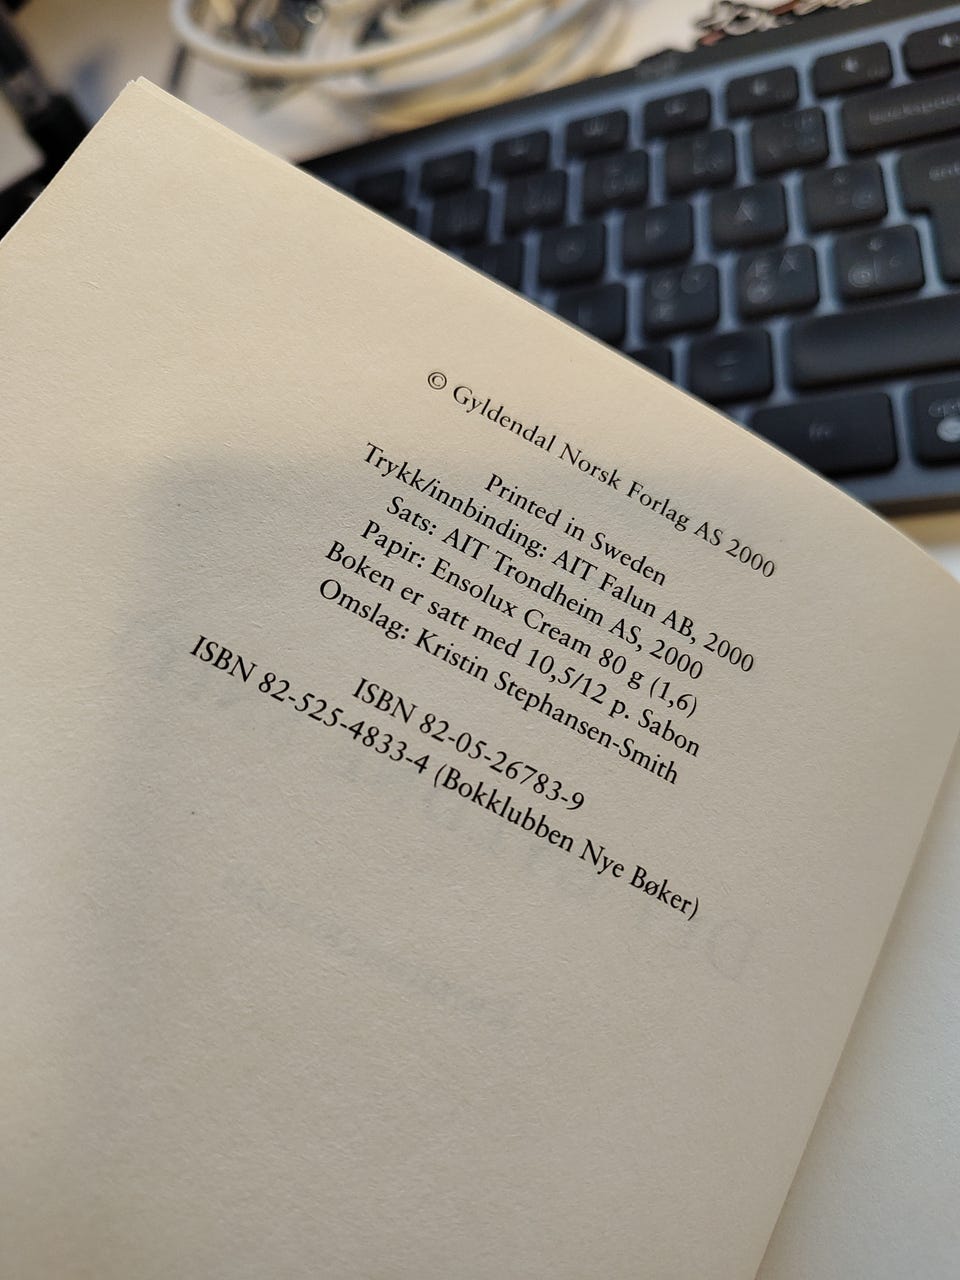 backspace
Å
© Gyldendal Norsk Forlag AS 2000
Printed in Sweden
Trykk/innbinding: AIT Falun AB, 2000
Sats: AIT Trondheim AS, 2000
Papir: Ensolux Cream 80 g (1,6)
Boken er satt med 10,5/12 p. Sabon
Omslag: Kristin Stephansen-Smith
ISBN 82-05-26783-9
ISBN 82-525-4833-4 (Bokklubben Nye Bøker)